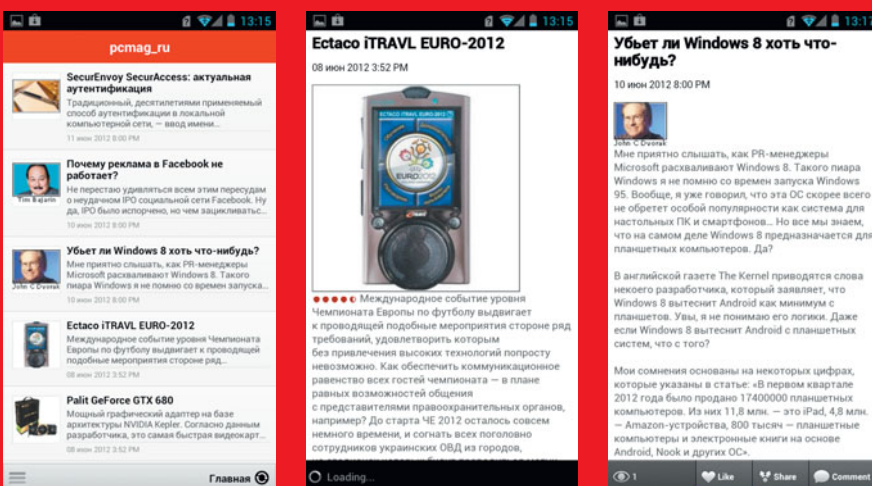 13:15
pcmag_ru
SecurEnvoy SecurAccess: актуальная
аутентификация
Традиционный, десятилетиями применяемый
способ аутентификации в локальной
компьютерной сети, — ввод имени...
11 июн 2012 8:00 PM
Tim Bajarin
Почему реклама в Facebook не
работает?
Не перестаю удивляться всем этим пересудам
о неудачном IPO социальной сети Facebook. Ну
да, IPO было испорчено, но чем зацикливатьс...
10 июн 2012 8:00 PM
John C Dvorak
Убьет ли Windows 8 хоть что-нибудь?
Мне приятно слышать, как PR-менеджеры
Microsoft расхваливают Windows 8. Такого
пиара Windows я не помню со времен запуска...
10 июн 2012 8:00 PM
Ectaco iTRAVL EURO-2012
Международное событие уровня Чемпионата
Европы по футболу выдвигает к проводящей
подобные мероприятия стороне ряд...
08 июн 2012 3:52 PM
Palit GeForce GTX 680
Мощный графический адаптер на базе
архитектуры NVIDIA Kepler. Согласно данным
разработчика, это самая быстрая видеокарт...
08 июн 2012 3:52 PM
Главная
13:15
Ectaco iTRAVL EURO-2012
08 июн 2012 3:52 PM
ECTACO iTRAVL EURO-2012
EURO2012
Международное событие уровня
Чемпионата Европы по футболу выдвигает
к проводящей подобные мероприятия стороне ряд
требований, удовлетворить которым
без привлечения высоких технологий попросту
невозможно. Как обеспечить коммуникационное
равенство всех гостей чемпионата — в плане
равных возможностей общения
с представителями правоохранительных органов,
например? До старта ЧЕ 2012 осталось совсем
немного времени, и согнать всех поголовно
сотрудников украинских ОВД из городов,
Loading...
13:17
Убьет ли Windows 8 хоть что-
нибудь?
10 июн 2012 8:00 PM
John C Dvorak
Мне приятно слышать, как PR-менеджеры
Microsoft расхваливают Windows 8. Такого пиара
Windows я не помню со времен запуска Windows
95. Вообще, я уже говорил, что эта ОС скорее всего
не обретет особой популярности как система для
настольных ПК и смартфонов... Но все мы знаем,
что на самом деле Windows 8 предназначается для
планшетных компьютеров. Да?
В английской газете The Kernel приводятся слова
некоего разработчика, который заявляет, что
Windows 8 вытеснит Android как минимум с
планшетов. Увы, я не понимаю его логики. Даже
если Windows 8 вытеснит Android с планшетных
систем, что с того?
Мои сомнения основаны на некоторых цифрах,
которые указаны в статье: «В первом квартале
2012 года было продано 17400000 планшетных
компьютеров. Из них 11,8 млн. — это iPad, 4,8 млн.
— Amazon-устройства, 800 тысяч — планшетные
компьютеры и электронные книги на основе
Android, Nook и других ОС».
1
Like
Share
Comment